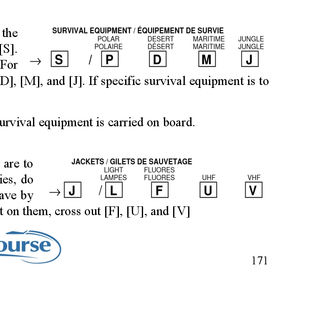 the
[S].
For
SURVIVAL EQUIPMENT / ÉQUIPEMENT DE SURVIE
POLAR DESERT MARITIME JUNGLE
POLAIRE DÉSERT MARITIME JUNGLE
→ S / P D M J
D], [M], and [J]. If specific survival equipment is to
urvival equipment is carried on board.
are to
ies, do
ave by
JACKETS / GILETS DE SAUVETAGE
LIGHT FLUORES
LAMPES FLUORES UHF VHF
→ J / L F U V
t on them, cross out [F], [U], and [V]
ourse
171